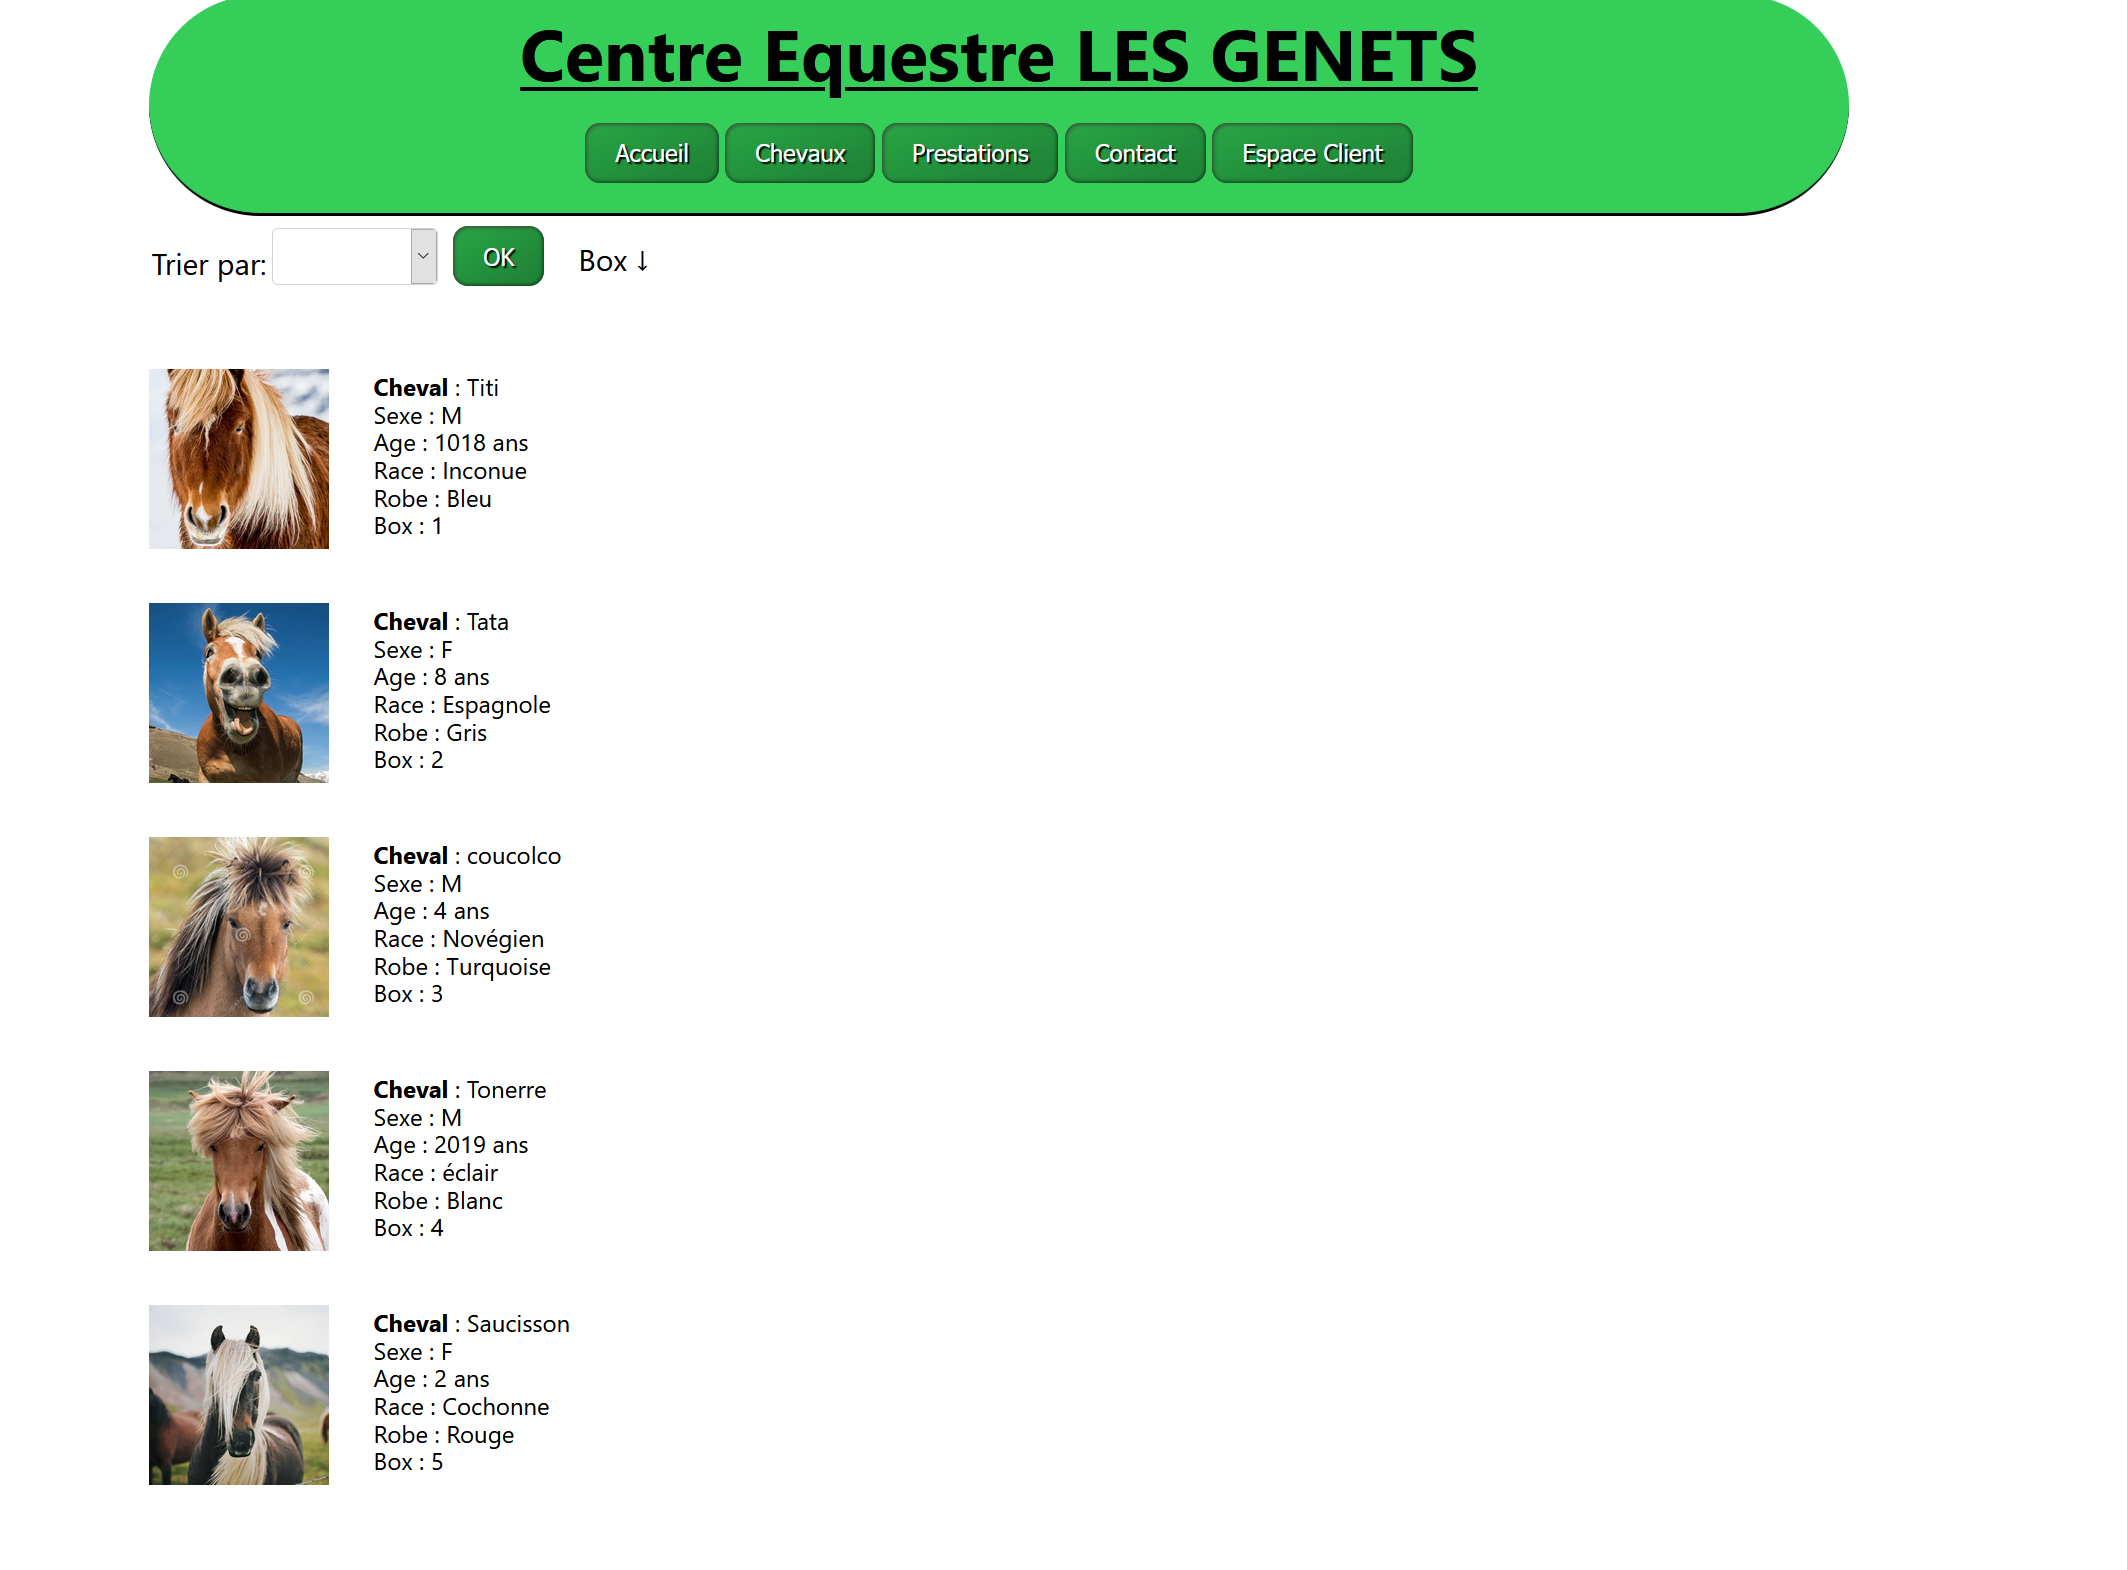 Centre Equestre LES GENETS
Accueil Chevaux Prestations Contact Espace Client
Trier par: OK Box ↓
Cheval : Titi
Sexe : M
Age : 1018 ans
Race : Inconue
Robe : Bleu
Box : 1
Cheval : Tata
Sexe : F
Age : 8 ans
Race : Espagnole
Robe : Gris
Box : 2
Cheval : coucolco
Sexe : M
Age : 4 ans
Race : Novégien
Robe : Turquoise
Box : 3
Cheval : Tonerre
Sexe : M
Age : 2019 ans
Race : éclair
Robe : Blanc
Box : 4
Cheval : Saucisson
Sexe : F
Age : 2 ans
Race : Cochonne
Robe : Rouge
Box : 5